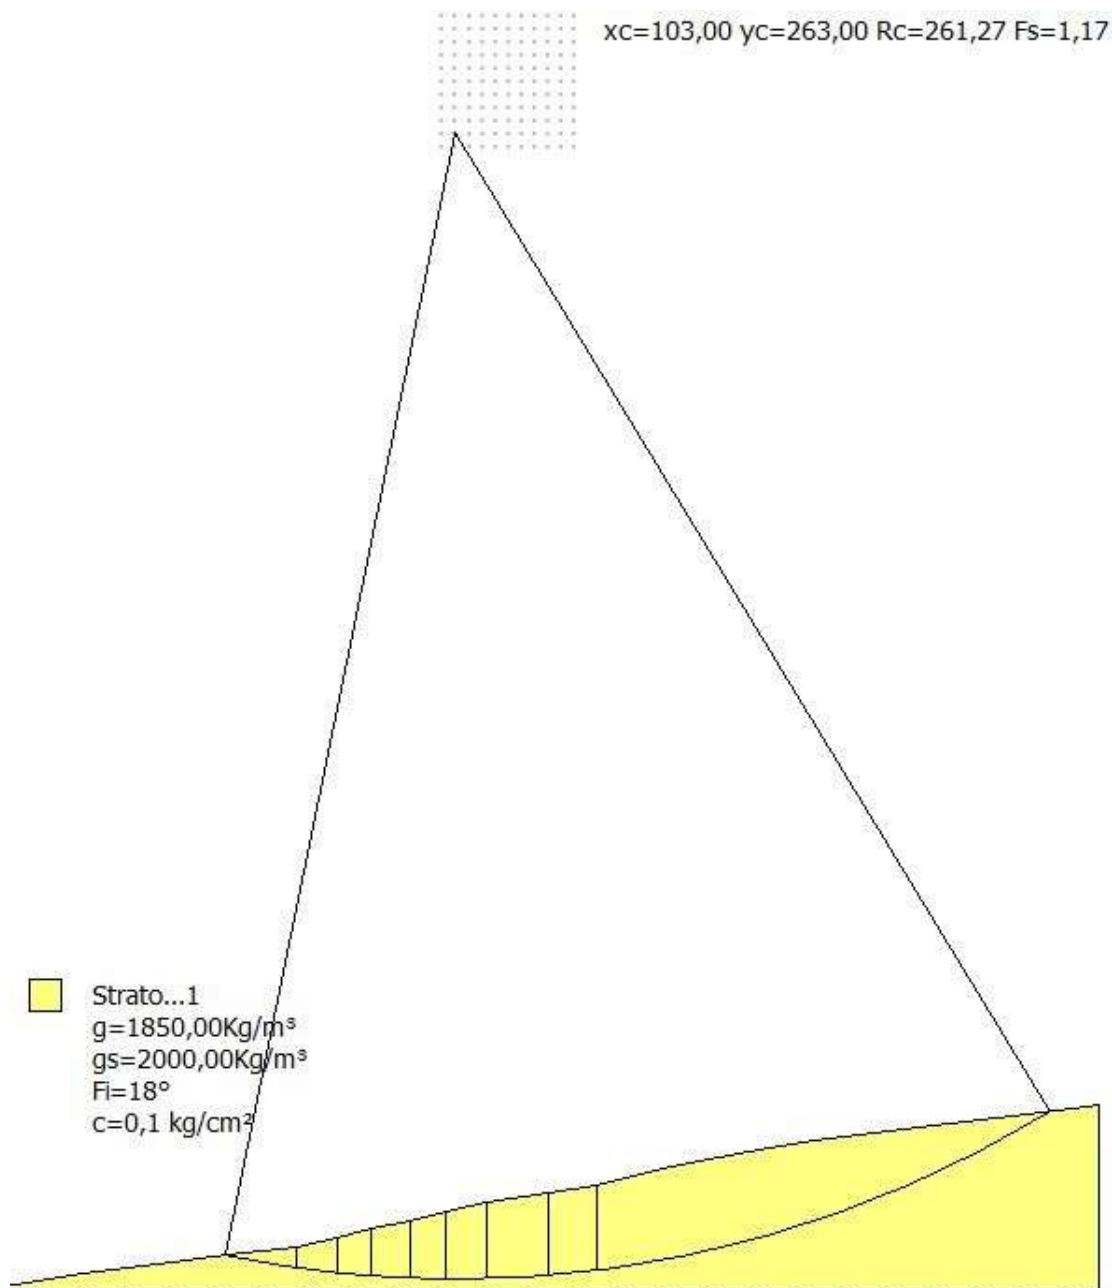 xc=103,00 yc=263,00 Rc=261,27 Fs=1,17
Strato...1
g=1850,00Kg/m³
gs=2000,00Kg/m³
Fi=18°
c=0,1 kg/cm²